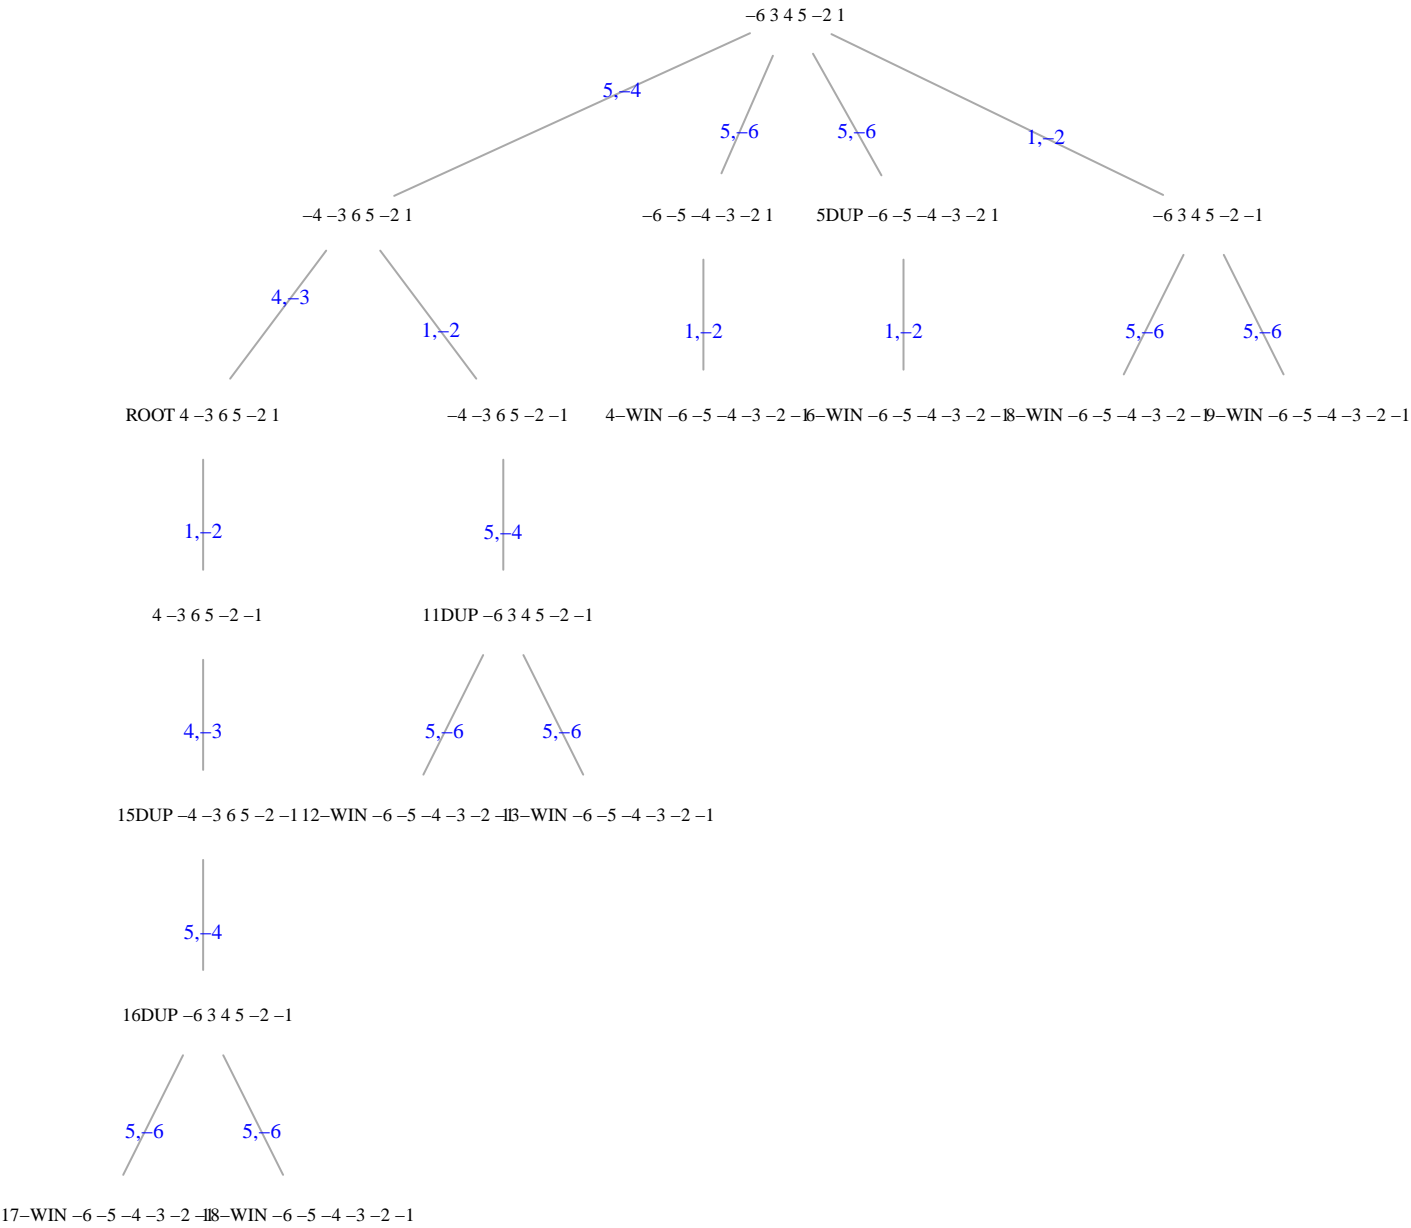 –6 3 4 5 –2 1
5,–4
5,–6
5,–6
1,–2
–4 –3 6 5 –2 1
–6 –5 –4 –3 –2 1
5DUP –6 –5 –4 –3 –2 1
–6 3 4 5 –2 –1
4,–3
1,–2
1,–2
1,–2
5,–6
5,–6
ROOT 4 –3 6 5 –2 1
–4 –3 6 5 –2 –1
4–WIN –6 –5 –4 –3 –2 –1
6–WIN –6 –5 –4 –3 –2 –1
8–WIN –6 –5 –4 –3 –2 –1
9–WIN –6 –5 –4 –3 –2 –1
1,–2
5,–4
4 –3 6 5 –2 –1
11DUP –6 3 4 5 –2 –1
4,–3
5,–6
5,–6
15DUP –4 –3 6 5 –2 –1
12–WIN –6 –5 –4 –3 –2 –1
13–WIN –6 –5 –4 –3 –2 –1
5,–4
16DUP –6 3 4 5 –2 –1
5,–6
5,–6
17–WIN –6 –5 –4 –3 –2 –1
18–WIN –6 –5 –4 –3 –2 –1